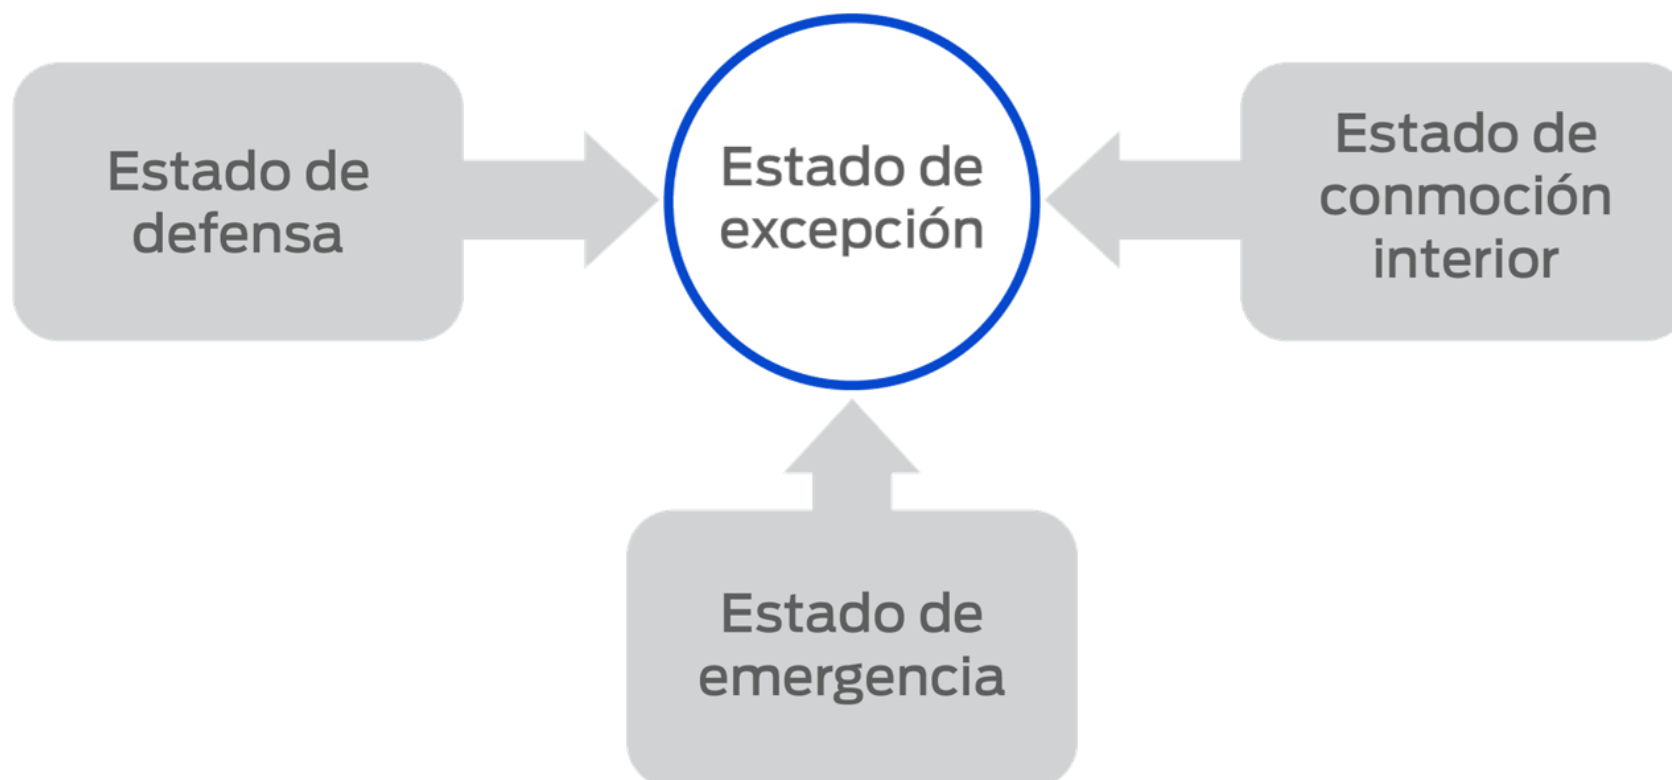 Estado de
defensa
Estado de
excepción
Estado de
conmoción
interior
Estado de
emergencia